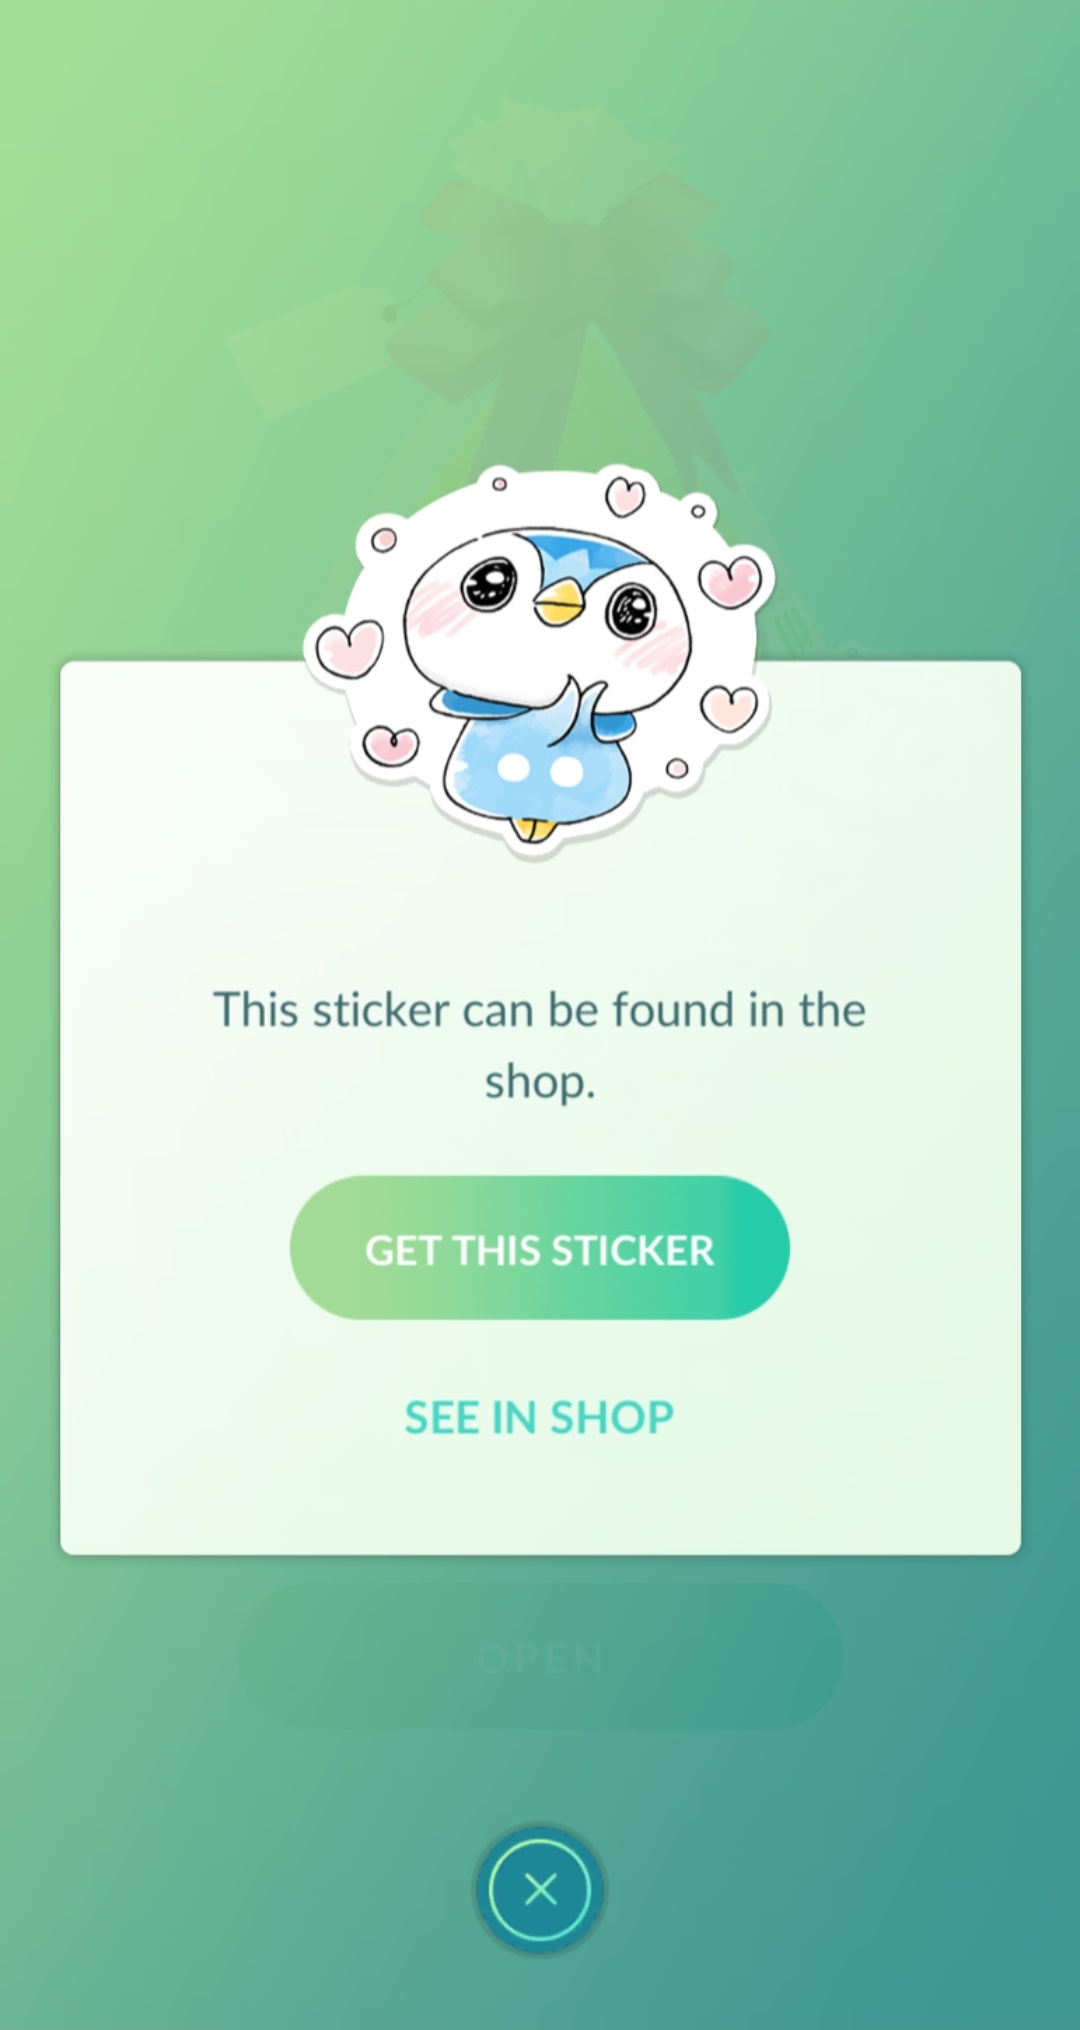 This sticker can be found in the
shop.
GET THIS STICKER
SEE IN SHOP
OPEN